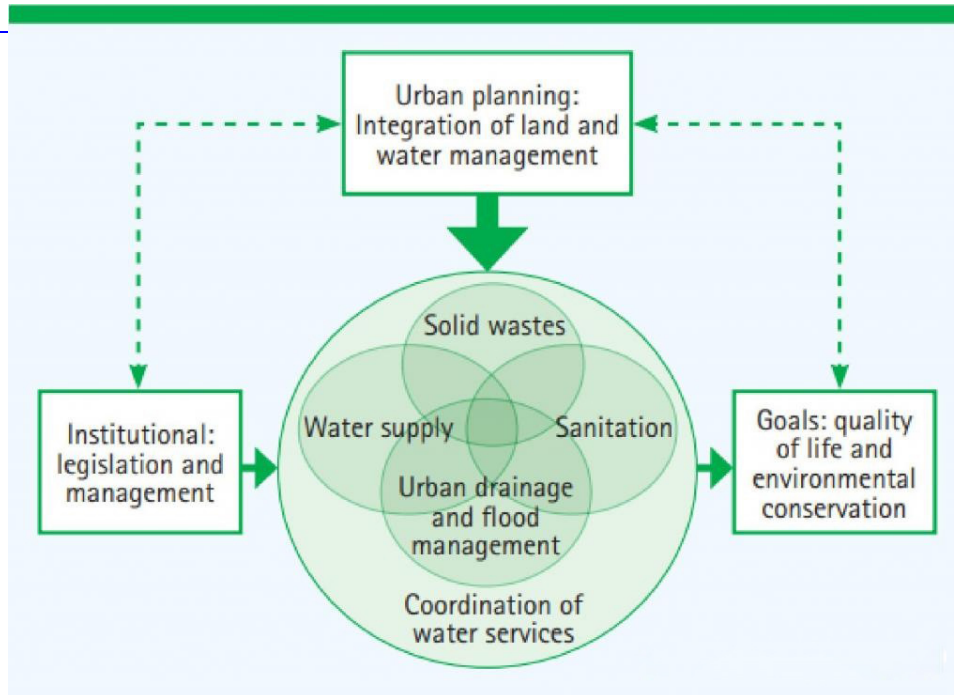 Urban planning:
Integration of land and
water management
Solid wastes
Water supply
Sanitation
Urban drainage
and flood
management
Coordination of
water services
Institutional:
legislation and
management
Goals: quality
of life and
environmental
conservation